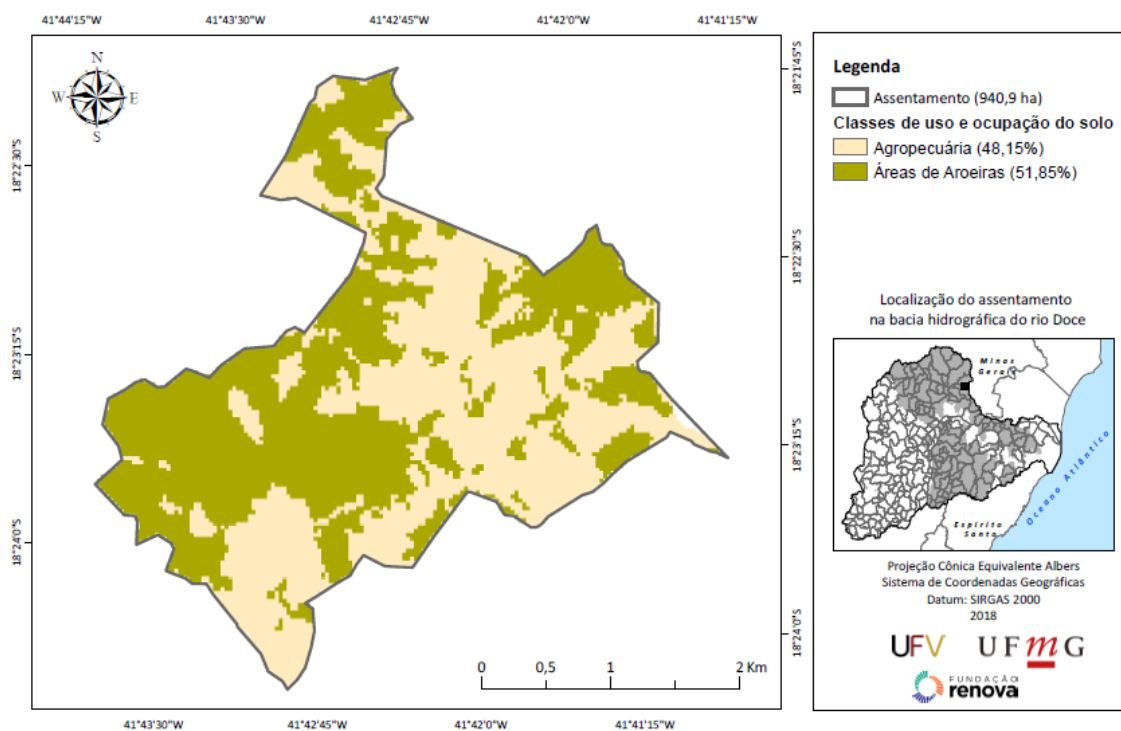 41°44'15"W 41°43'30"W 41°42'45"W 41°42'0"W 41°41'15"W
N
W E
S
18°22'30"S
18°23'15"S
18°24'0"S
18°21'45"S
18°22'30"S
18°23'15"S
18°24'0"S
0 0,5 1 2 Km
41°43'30"W 41°42'45"W 41°42'0"W 41°41'15"W
Legenda
Assentamento (940,9 ha)
Classes de uso e ocupação do solo
Agropecuária (48,15%)
Áreas de Aroeiras (51,85%)
Localização do assentamento
na bacia hidrográfica do rio Doce
Minas
Gerais
Espírito
Santo
Oceano Atlântico
Projeção Cônica Equivalente Albers
Sistema de Coordenadas Geográficas
Datum: SIRGAS 2000
2018
UFV UFmG
FUNDAÇÃO
renova